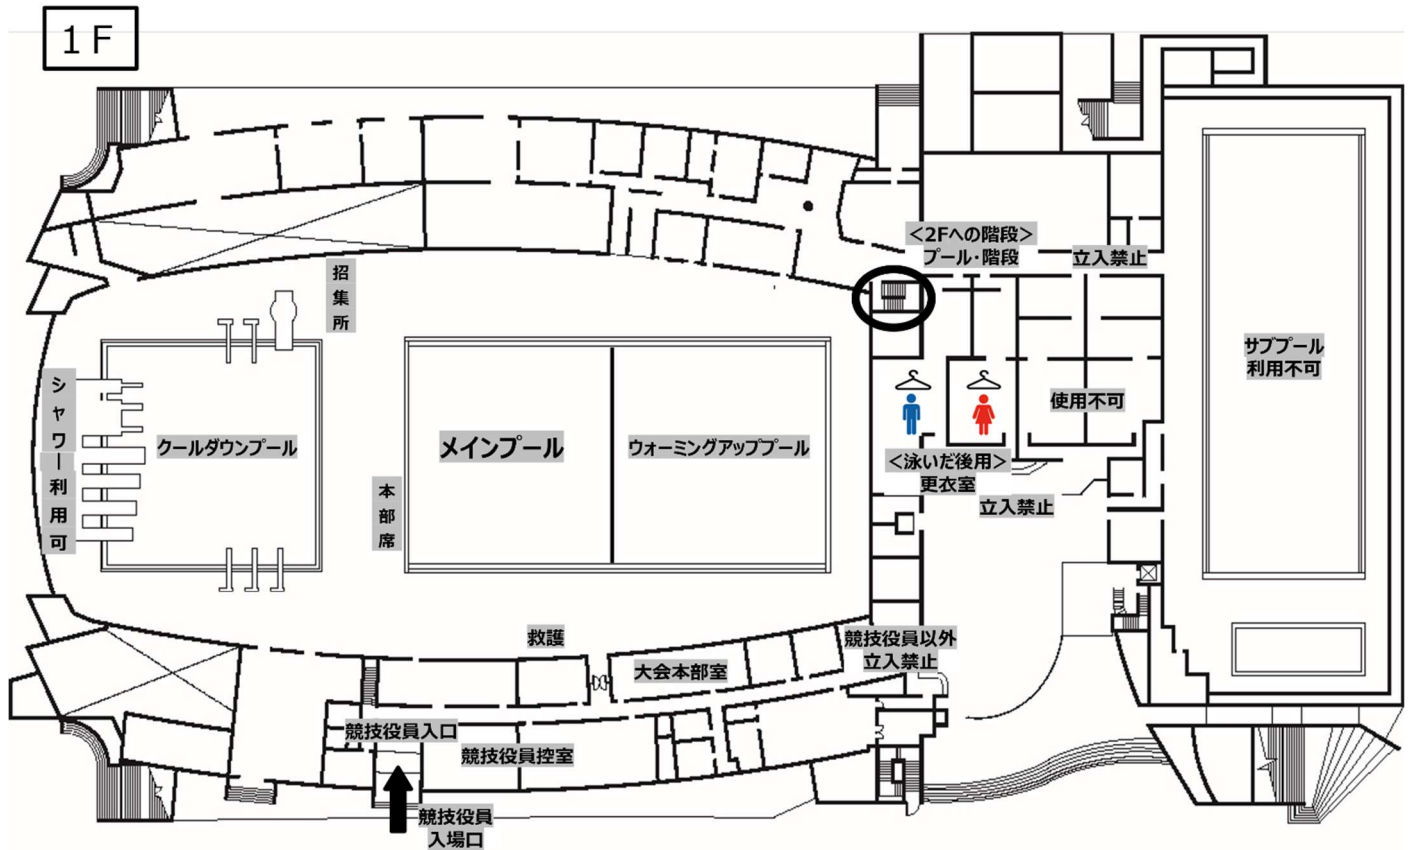 1F
＜2Fへの階段＞
プール・階段
立入禁止
招集所
サブプール
利用不可
シャワー利用可
使用不可
クールダウンプール
メインプール
ウォーミングアッププール
＜泳いだ後用＞
更衣室
本部席
立入禁止
救護
競技役員以外
立入禁止
大会本部室
競技役員入口
競技役員控室
競技役員
入場口